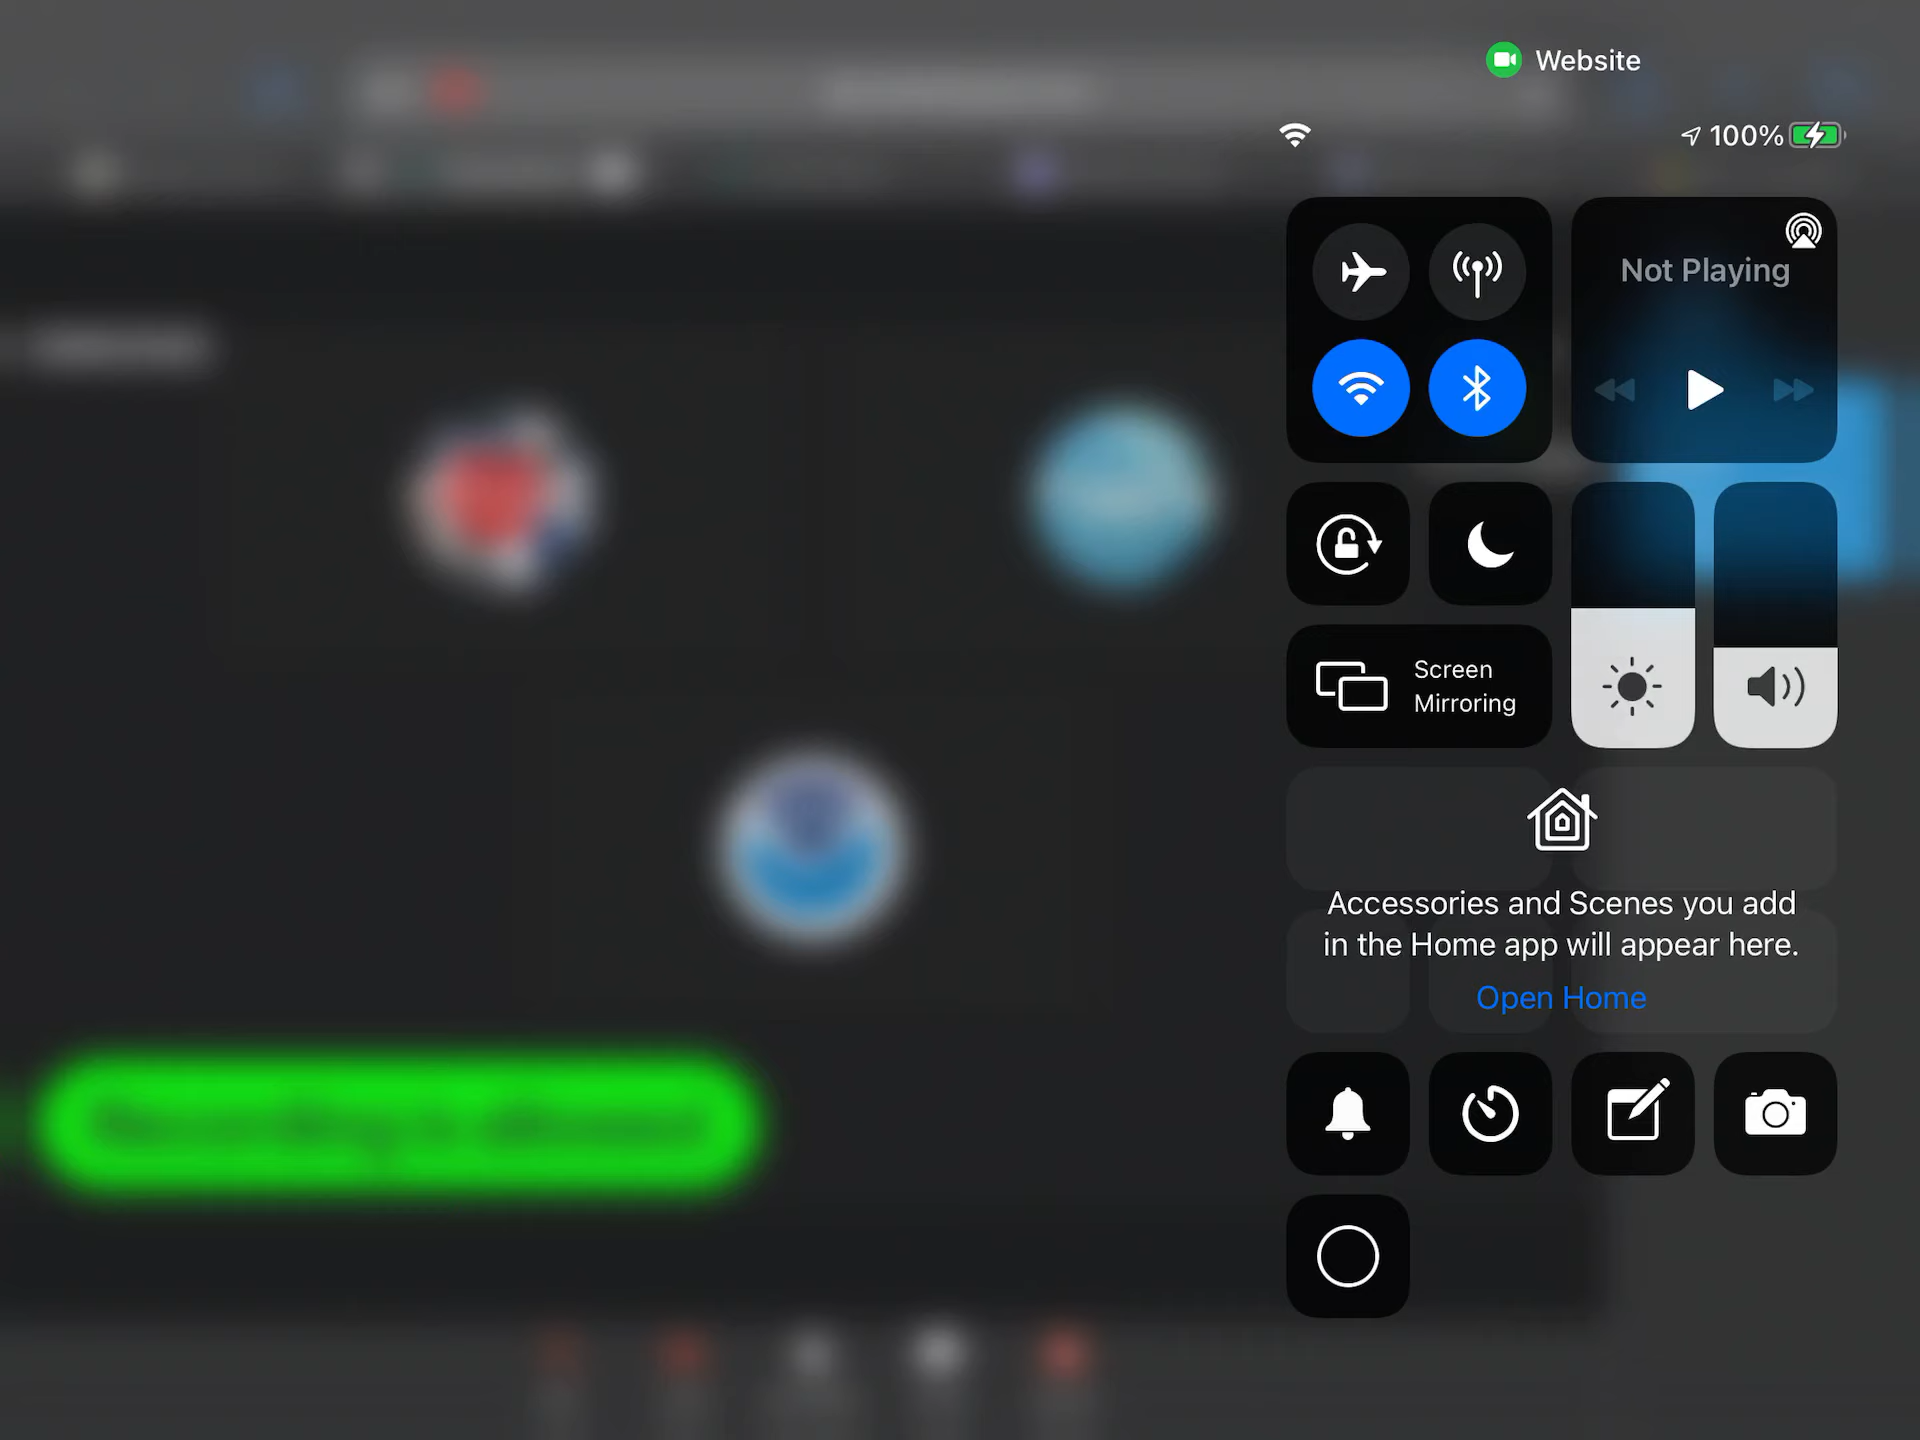 Website
100%
Not Playing
Screen
Mirroring
Accessories and Scenes you add
in the Home app will appear here.
Open Home